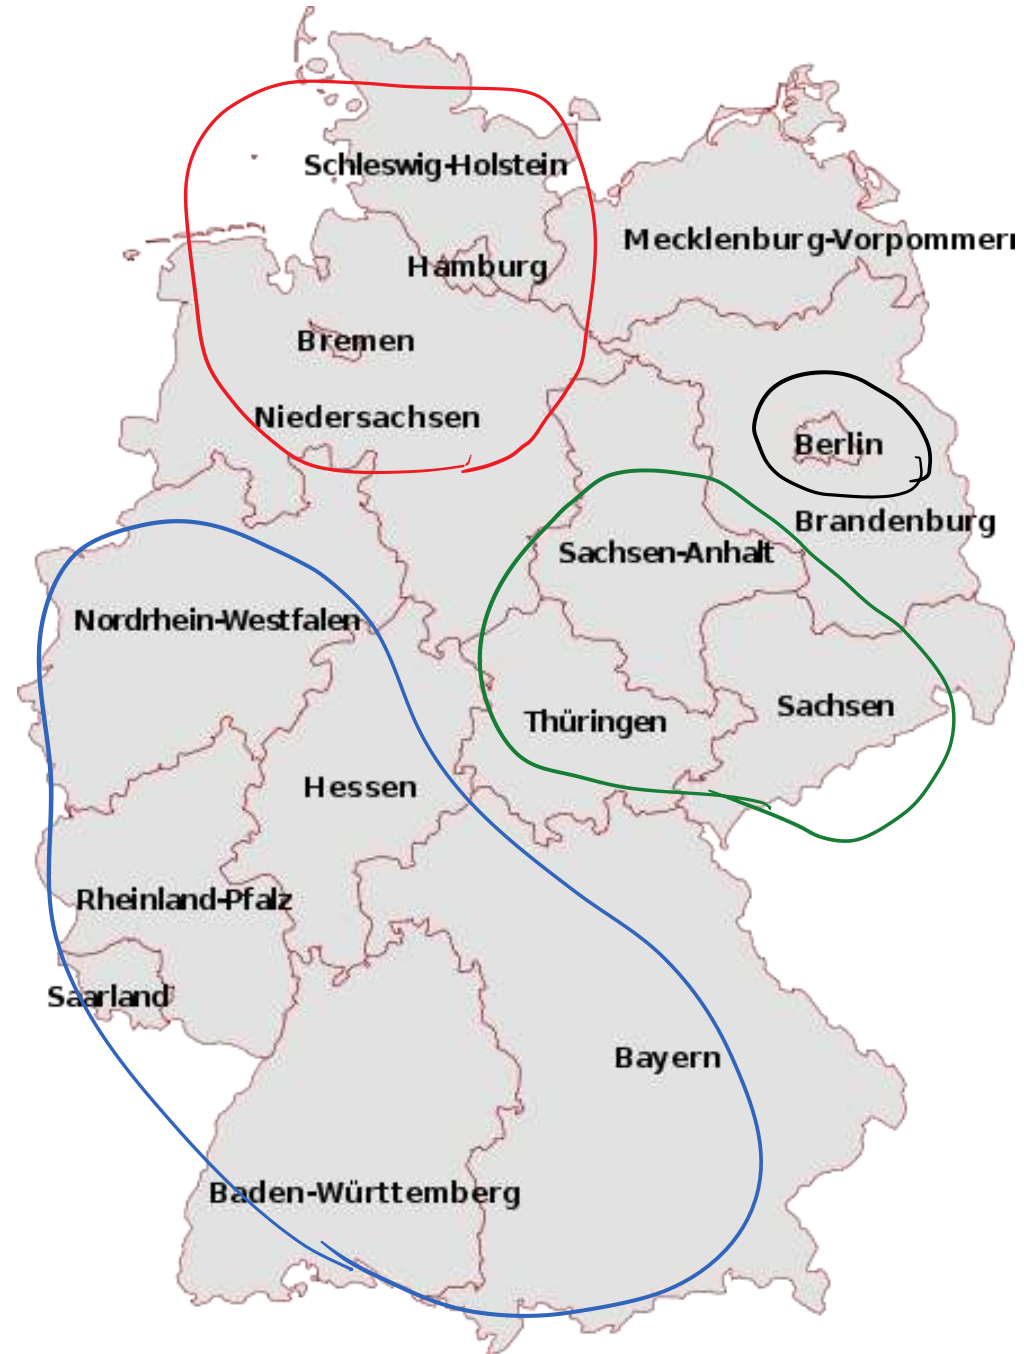 Schleswig-Holstein
Mecklenburg-Vorpommern
Hamburg
Bremen
Niedersachsen
Berlin
Brandenburg
Sachsen-Anhalt
Nordrhein-Westfalen
Sachsen
Thüringen
Hessen
Rheinland-Pfalz
Saarland
Bayern
Baden-Württemberg